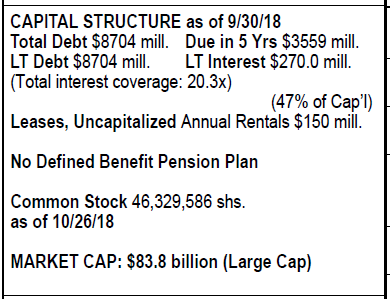 CAPITAL STRUCTURE as of 9/30/18
Total Debt $8704 mill. Due in 5 Yrs $3559 mill.
LT Debt $8704 mill. LT Interest $270.0 mill.
(Total interest coverage: 20.3x)
(47% of Cap'l)
Leases, Uncapitalized Annual Rentals $150 mill.
No Defined Benefit Pension Plan
Common Stock 46,329,586 shs.
as of 10/26/18
MARKET CAP: $83.8 billion (Large Cap)